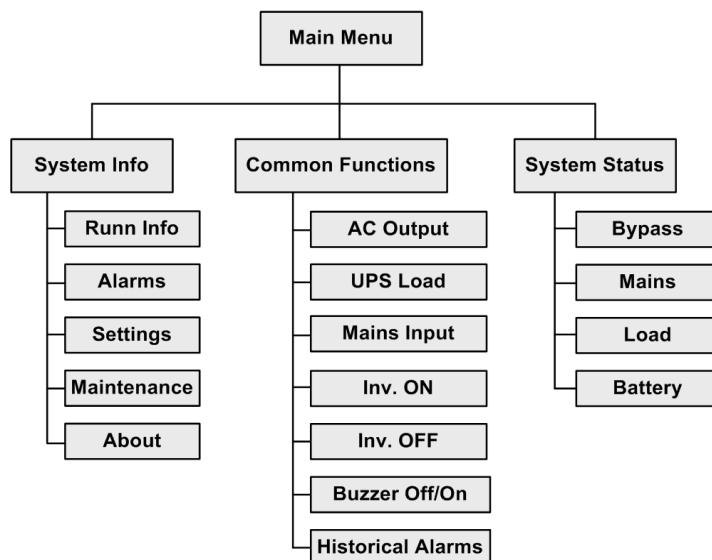 Main Menu
System Info
Common Functions
System Status
Runn Info
Alarms
Settings
Maintenance
About
AC Output
UPS Load
Mains Input
Inv. ON
Inv. OFF
Buzzer Off/On
Historical Alarms
Bypass
Mains
Load
Battery